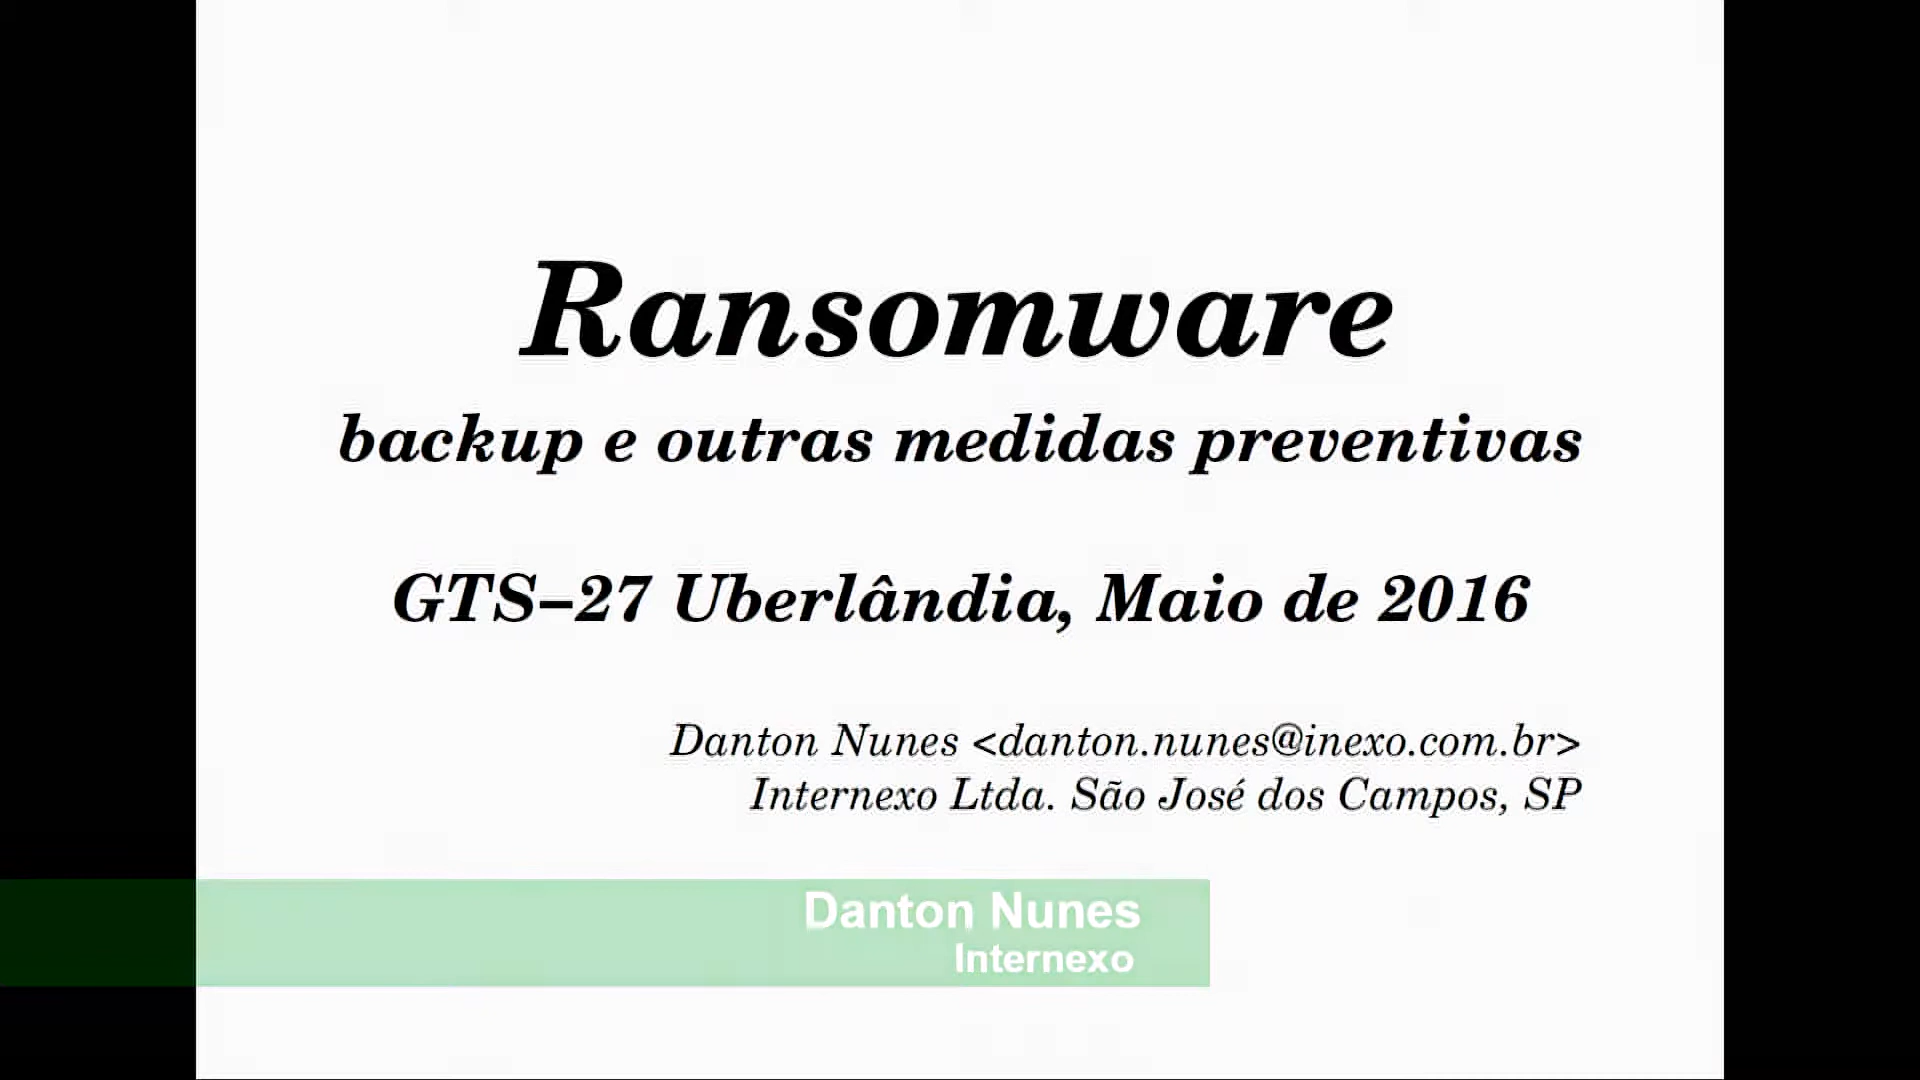 Ransomware
backup e outras medidas preventivas
GTS–27 Uberlândia, Maio de 2016
Danton Nunes <danton.nunes@inexo.com.br>
Internexo Ltda. São José dos Campos, SP
Danton Nunes
Internexo